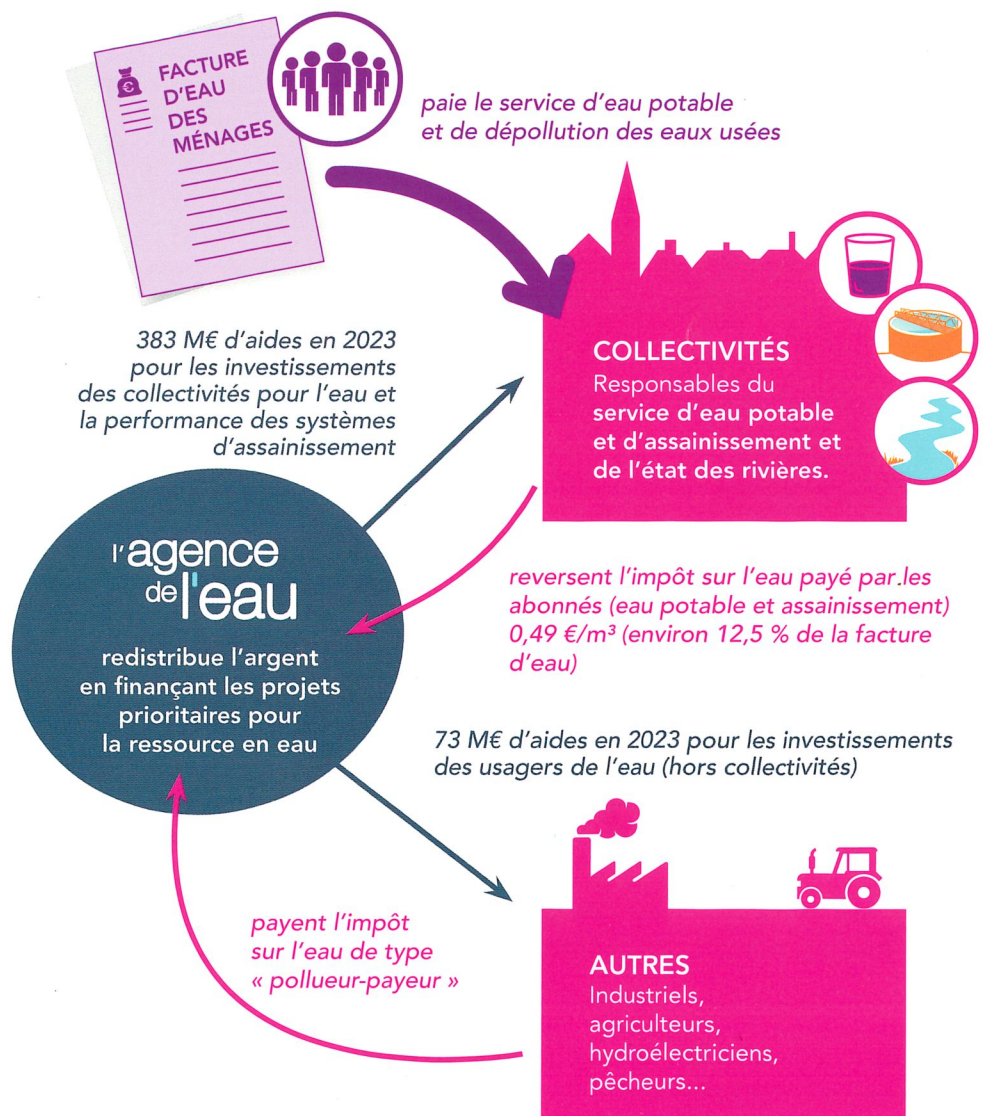 FACTURE
D'EAU
DES
MÉNAGES
€
paie le service d'eau potable
et de dépollution des eaux usées
383 M€ d'aides en 2023
pour les investissements
des collectivités pour l'eau et
la performance des systèmes
d'assainissement
COLLECTIVITÉS
Responsables du
service d'eau potable
et d'assainissement et
de l'état des rivières.
l'agence
de l'eau
redistribue l'argent
en finançant les projets
prioritaires pour
la ressource en eau
reversent l'impôt sur l'eau payé par.les
abonnés (eau potable et assainissement)
0,49 €/m³ (environ 12,5 % de la facture
d'eau)
73 M€ d'aides en 2023 pour les investissements
des usagers de l'eau (hors collectivités)
payent l'impôt
sur l'eau de type
« pollueur-payeur »
AUTRES
Industriels,
agriculteurs,
hydroélectriciens,
pêcheurs...